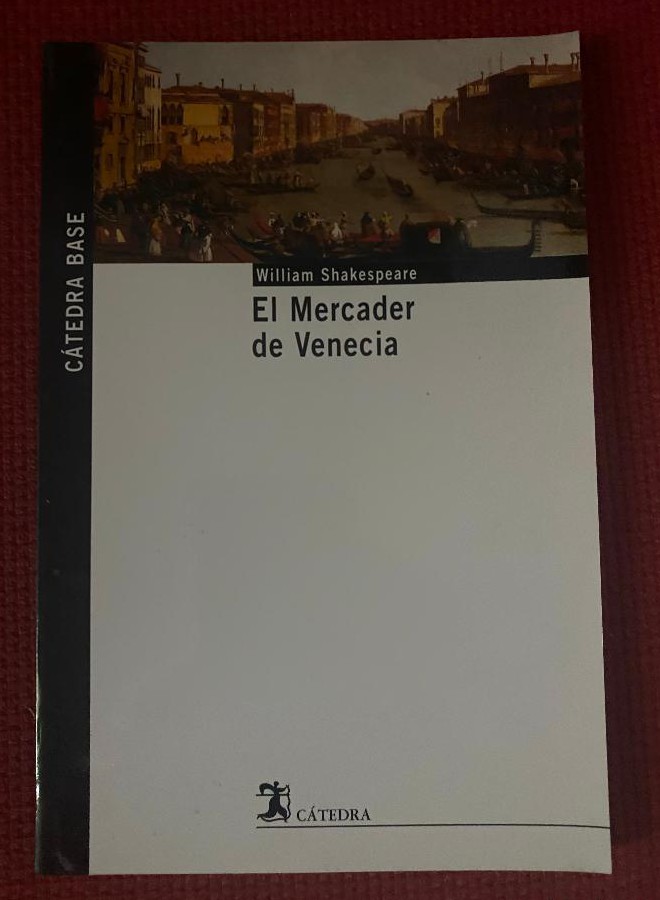 CÁTEDRA BASE
William Shakespeare
El Mercader
de Venecia
CÁTEDRA